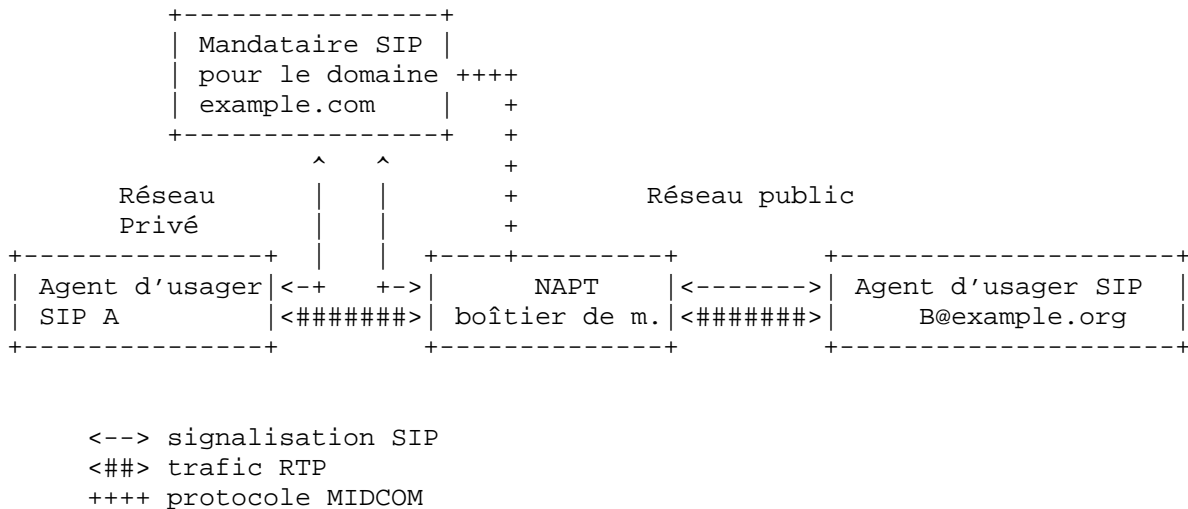 +----------------+
| Mandataire SIP |
| pour le domaine ++++
| example.com    |   +
+----------------+   +
^   ^       +
Réseau      |   |       +        Réseau public
Privé       |   |       +
+---------------+  |   |  +----+---------+         +---------------------+
| Agent d'usager|<-+   +->|      NAPT    |<------->| Agent d'usager SIP  |
| SIP A         |<#######>| boîtier de m.|<#######>|     B@example.org   |
+---------------+         +--------------+         +---------------------+
<--> signalisation SIP
<##> trafic RTP
++++ protocole MIDCOM